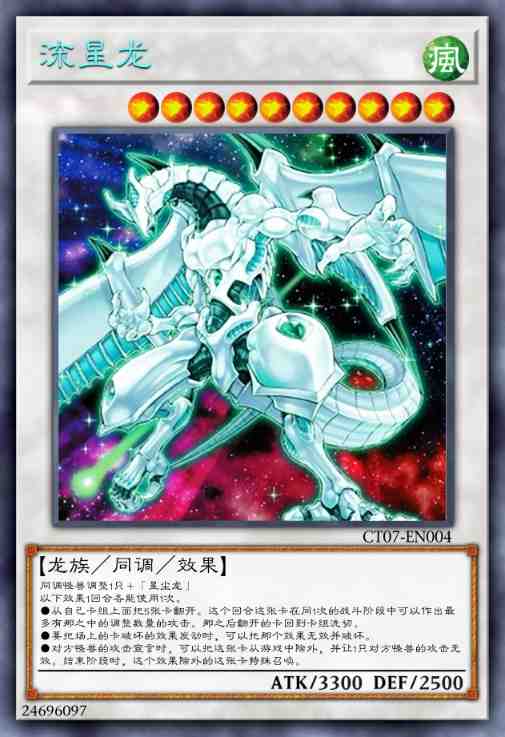 流星龙
瘋
CT07-EN004
【龙族／同调／效果】
同调怪兽调整1只＋「星尘龙」
以下效果1回合各能使用1次。
●从自己卡组上面把5张卡翻开。这个回合这张卡在同1次的战斗阶段中可以作出最
多有那之中的调整数量的攻击。那之后翻开的卡回到卡组洗切。
●要把场上的卡破坏的效果发动时，可以把那个效果无效并破坏。
●对方怪兽的攻击宣言时，可以把这张卡从游戏中除外，并让1只对方怪兽的攻击无
效。结束阶段时，这个效果除外的这张卡特殊召唤。
ATK/3300 DEF/2500
24696097